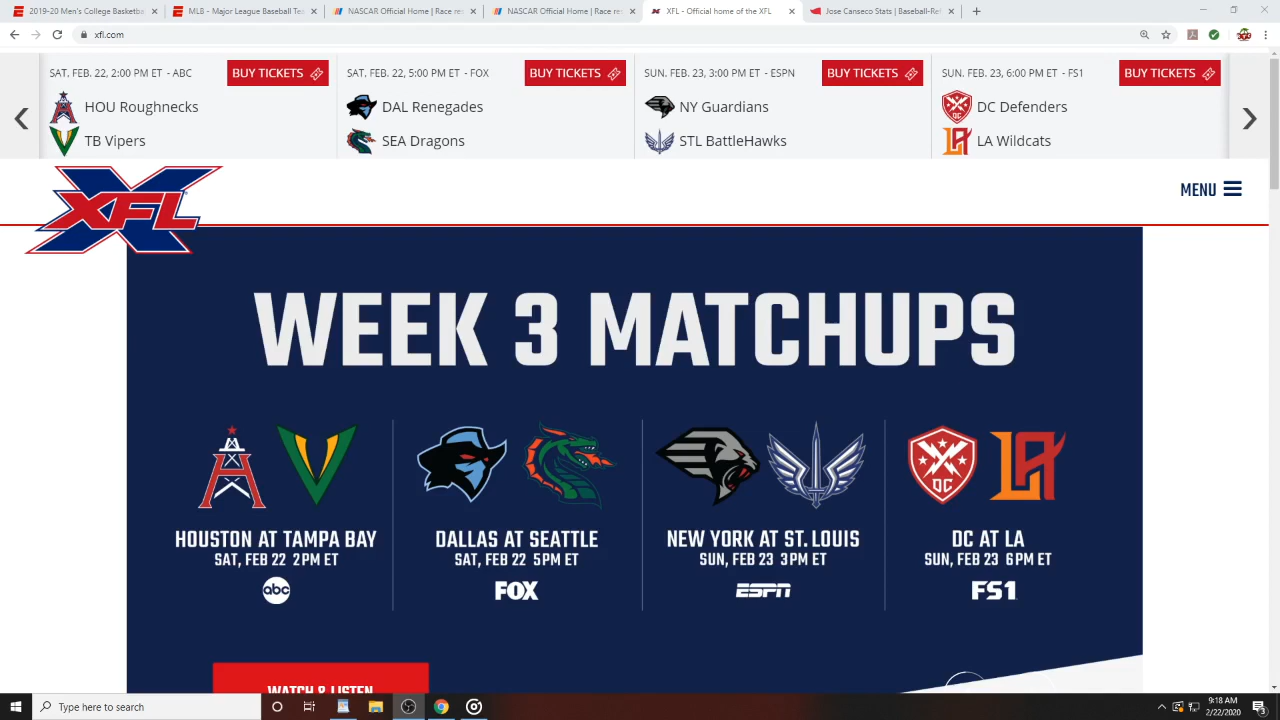 2019-20 Men's College Basketba
MLB - Major League Baseball Tea
NASCAR Official Home | Race res
NASCAR Official Home | Race res
XFL - Official home of the XFL
Jose Canseco Stats | Baseball-Ref
xfl.com
SAT, FEB. 22, 2:00 PM ET - ABC
BUY TICKETS
HOU Roughnecks
TB Vipers
SAT, FEB. 22, 5:00 PM ET - FOX
BUY TICKETS
DAL Renegades
SEA Dragons
SUN. FEB. 23, 3:00 PM ET - ESPN
BUY TICKETS
NY Guardians
STL BattleHawks
SUN. FEB. 23, 6:00 PM ET - FS1
BUY TICKETS
DC Defenders
LA Wildcats
XFL
MENU
WEEK 3 MATCHUPS
DC
LA
HOUSTON AT TAMPA BAY
SAT, FEB 22 2PM ET
abc
DALLAS AT SEATTLE
SAT, FEB 22 5PM ET
FOX
NEW YORK AT ST. LOUIS
SUN, FEB 23 3PM ET
ESPN
DC AT LA
SUN, FEB 23 6PM ET
FS1
WATCH & LISTEN
Type here to search
9:18 AM
2/22/2020
3